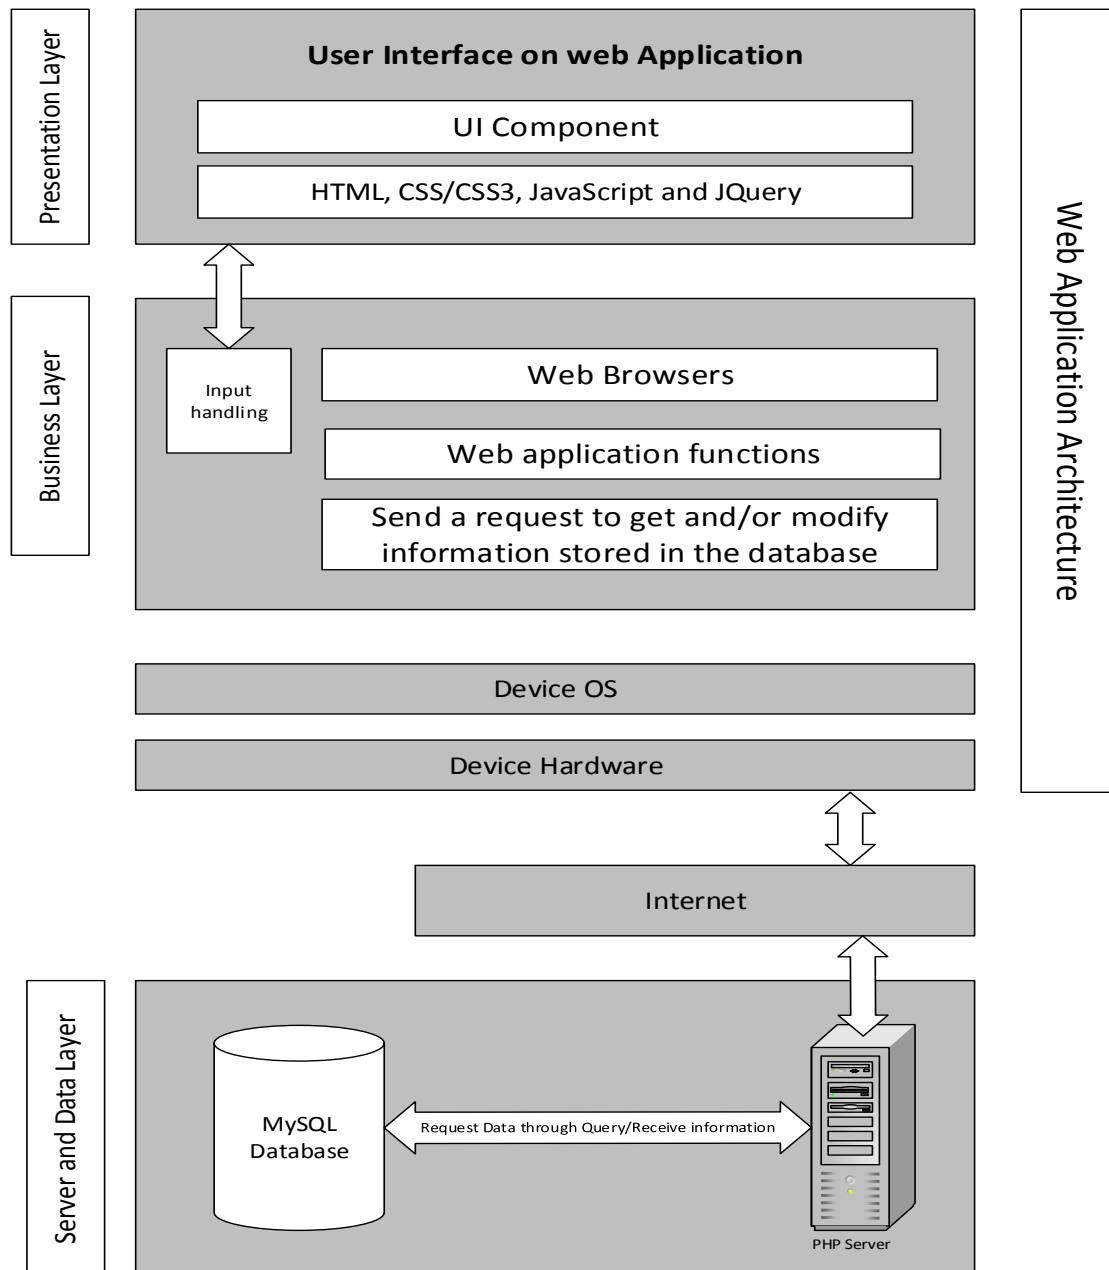 Presentation Layer
User Interface on web Application
UI Component
HTML, CSS/CSS3, JavaScript and JQuery
Web Application Architecture
Business Layer
Input
handling
Web Browsers
Web application functions
Send a request to get and/or modify
information stored in the database
Device OS
Device Hardware
Internet
Server and Data Layer
MySQL
Database
Request Data through Query/Receive information
PHP Server